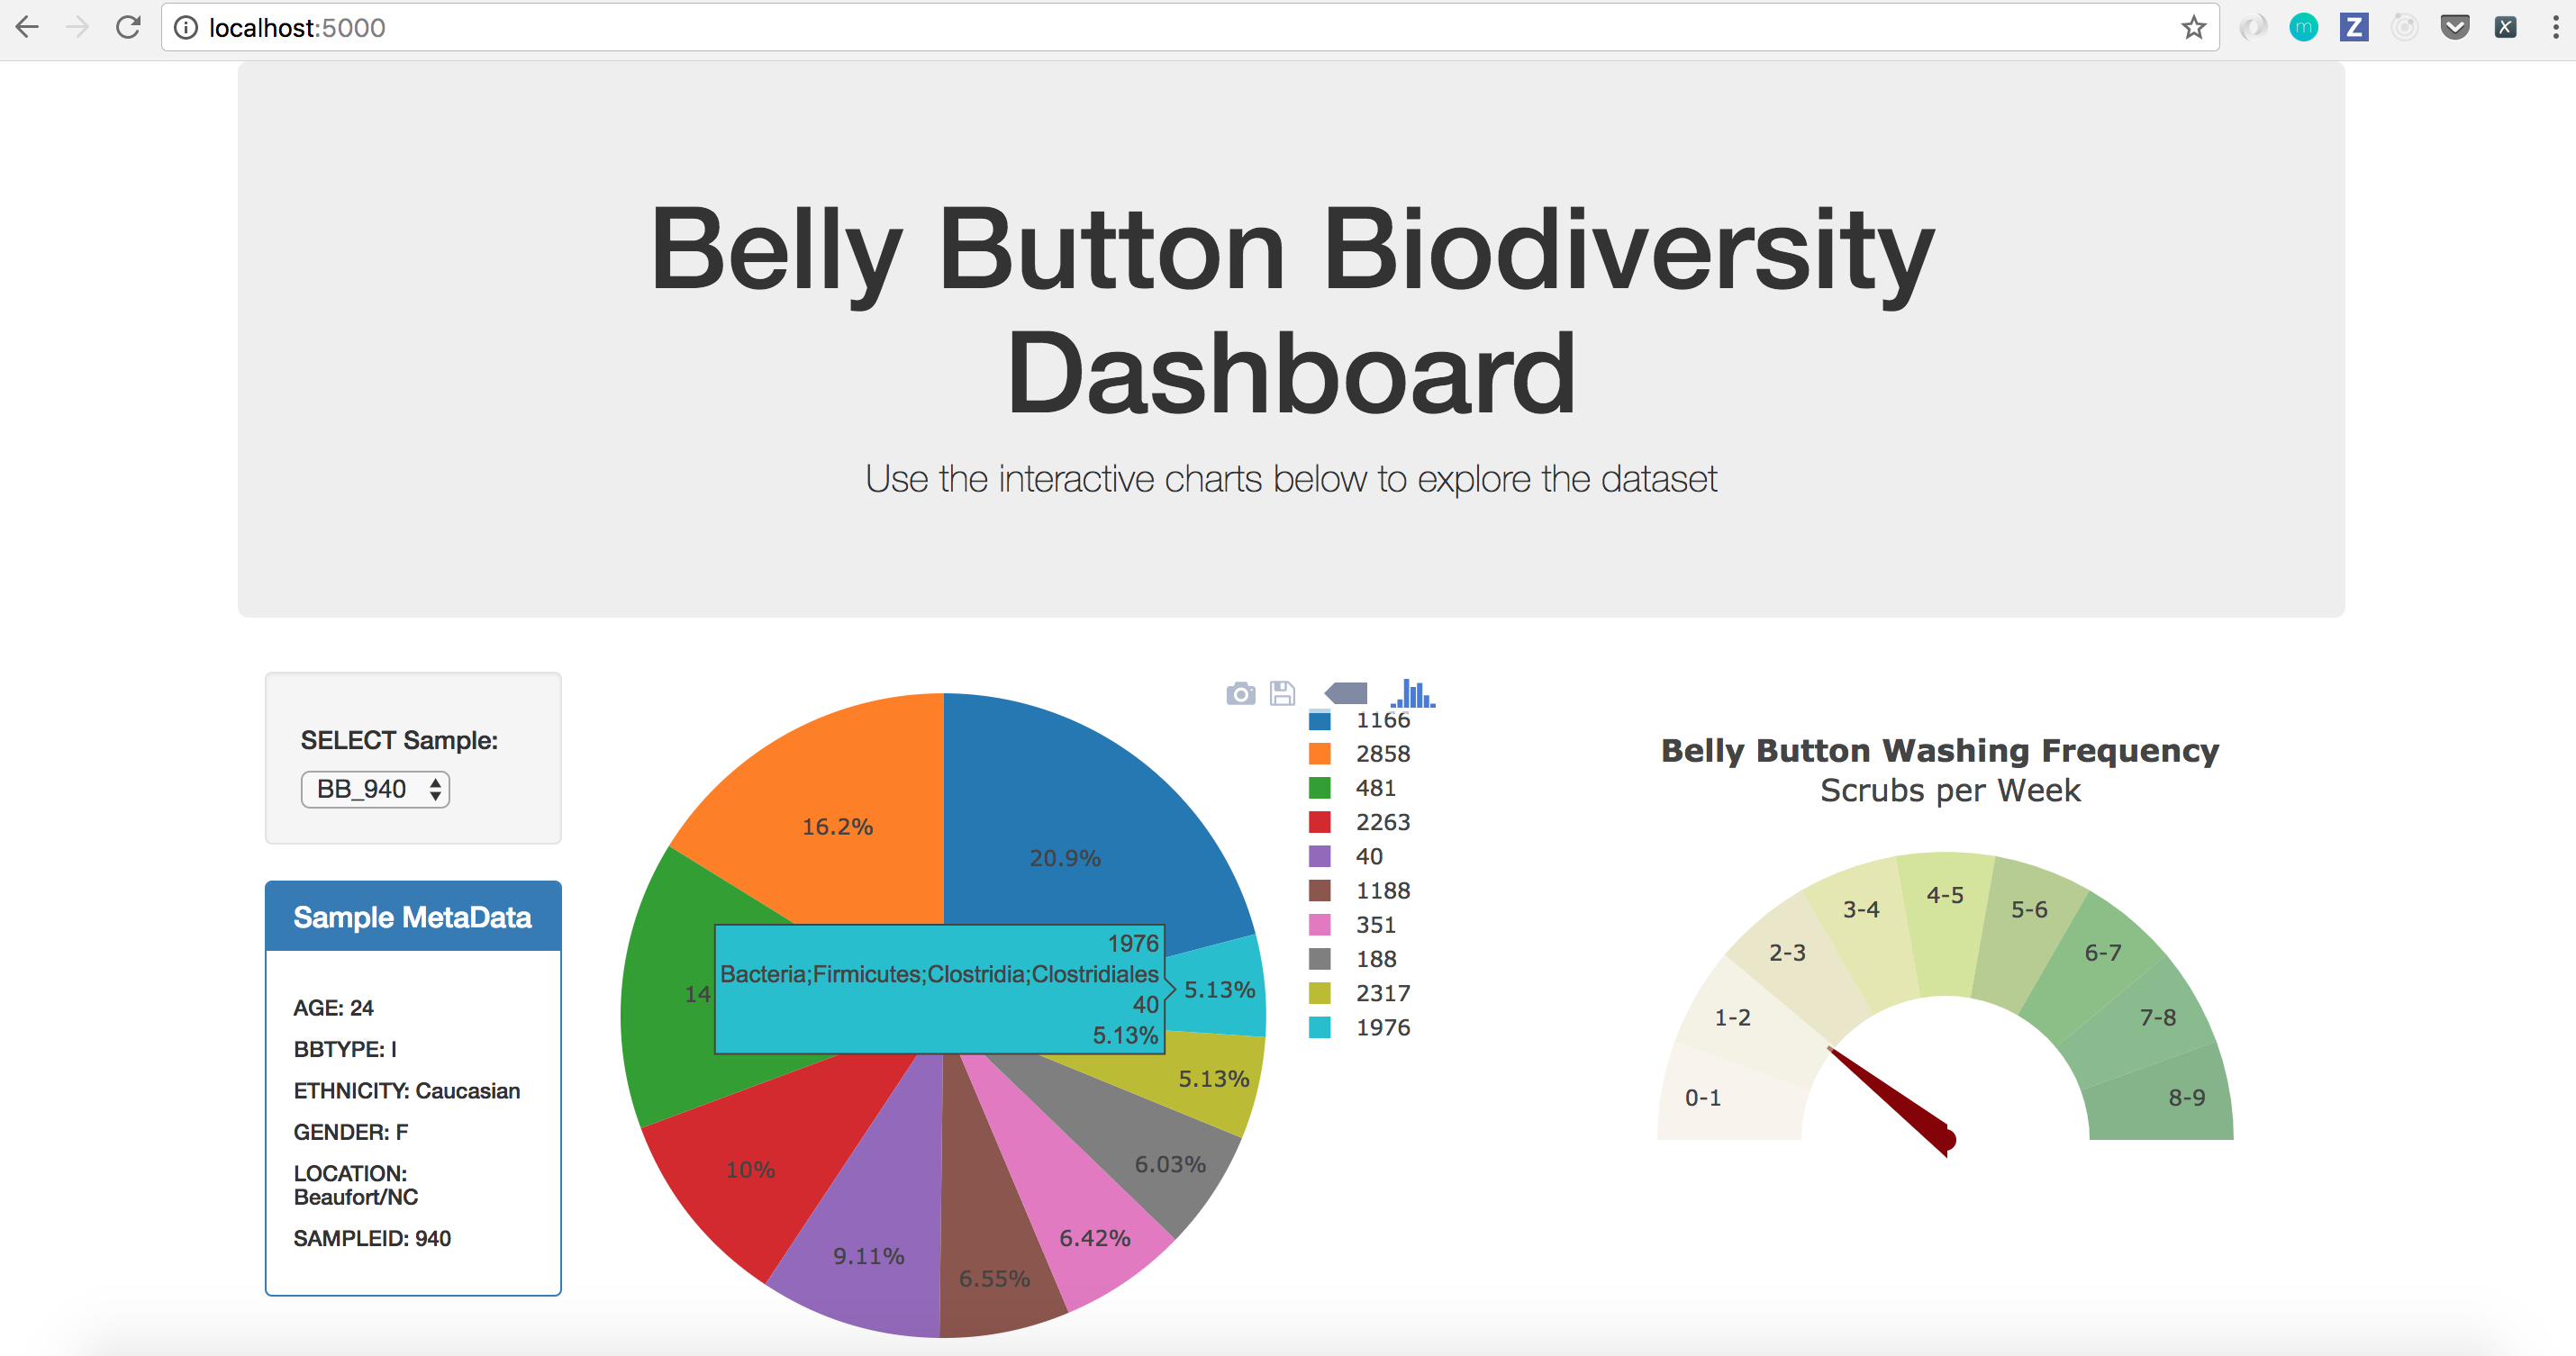 localhost:5000
m
Z
X
Belly Button Biodiversity
Dashboard
Use the interactive charts below to explore the dataset
SELECT Sample:
BB_940
Sample MetaData
AGE: 24
BBTYPE: I
ETHNICITY: Caucasian
GENDER: F
LOCATION:
Beaufort/NC
SAMPLEID: 940
16.2%
20.9%
14
1976
Bacteria;Firmicutes;Clostridia;Clostridiales
40
5.13%
5.13%
5.13%
6.03%
6.42%
6.55%
9.11%
10%
1166
2858
481
2263
40
1188
351
188
2317
1976
Belly Button Washing Frequency
Scrubs per Week
0-1
1-2
2-3
3-4
4-5
5-6
6-7
7-8
8-9